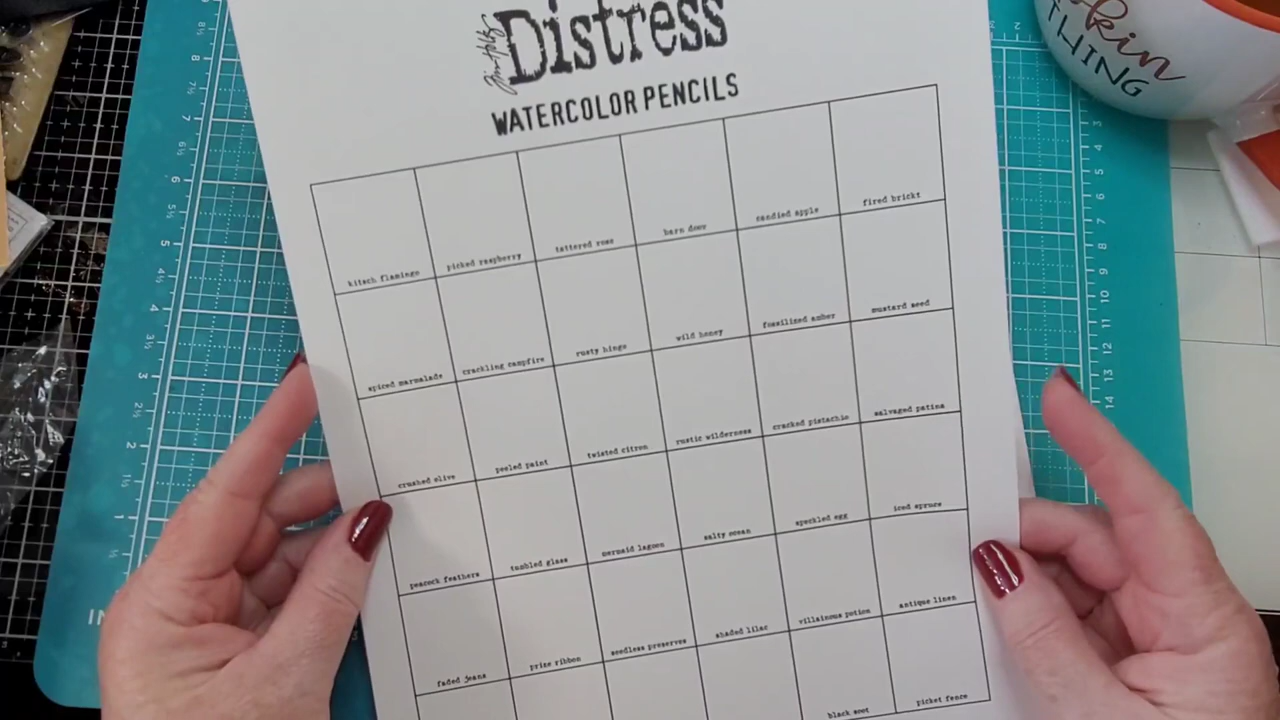 Tim Holtz
Distress
WATERCOLOR PENCILS
kitsch flamingo
picked raspberry
tattered rose
barn door
candied apple
fired brickt
spiced marmalade
crackling campfire
rusty hinge
wild honey
fossilized amber
mustard seed
crushed olive
peeled paint
twisted citron
rustic wilderness
cracked pistachio
salvaged patina
peacock feathers
tumbled glass
mermaid lagoon
salty ocean
speckled egg
iced spruce
faded jeans
prize ribbon
seedless preserves
shaded lilac
villainous potion
antique linen
black soot
picket fence
THING